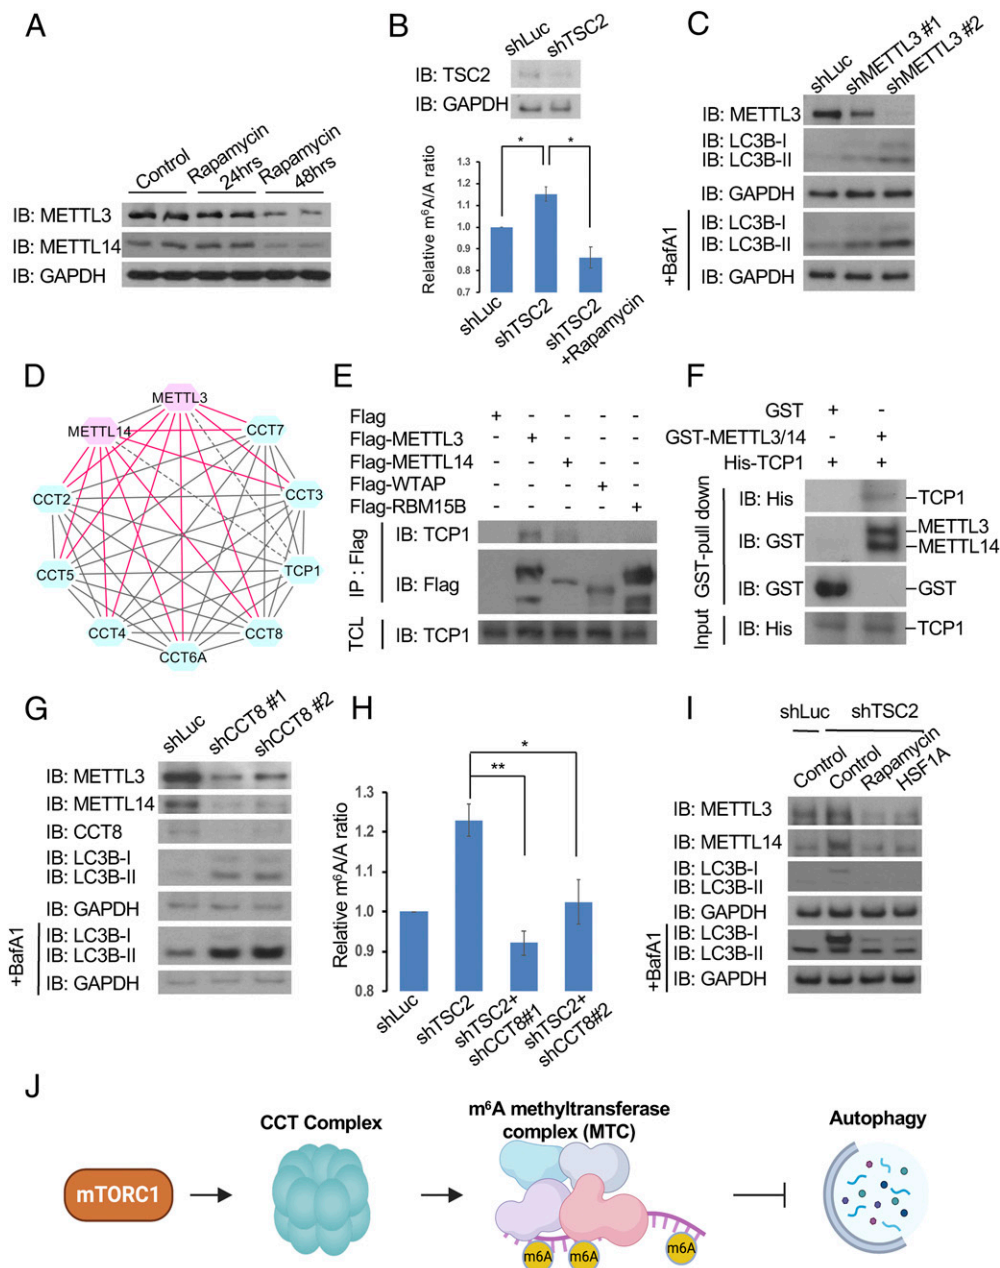 A
Control
Rapamycin
24hrs
Rapamycin
48hrs
IB: METTL3
IB: METTL14
IB: GAPDH
B
shLuc
shTSC2
IB: TSC2
IB: GAPDH
Relative m⁶A/A ratio
1.3
1.2
1.1
1.0
0.9
0.8
0.7
*
*
shLuc
shTSC2
shTSC2
+Rapamycin
C
shLuc
shMETTL3 #1
shMETTL3 #2
IB: METTL3
IB: LC3B-I
IB: LC3B-II
IB: GAPDH
+BafA1
IB: LC3B-I
IB: LC3B-II
IB: GAPDH
D
METTL3
METTL14
CCT7
CCT2
CCT3
CCT5
TCP1
CCT4
CCT8
CCT6A
E
Flag + - - - -
Flag-METTL3 - + - - -
Flag-METTL14 - - + - -
Flag-WTAP - - - + -
Flag-RBM15B - - - - +
IP : Flag
IB: TCP1
IB: Flag
TCL
IB: TCP1
F
GST + -
GST-METTL3/14 - +
His-TCP1 + +
GST-pull down
IB: His
TCP1
IB: GST
METTL3
METTL14
IB: GST
GST
Input
IB: His
TCP1
G
shLuc
shCCT8 #1
shCCT8 #2
IB: METTL3
IB: METTL14
IB: CCT8
IB: LC3B-I
IB: LC3B-II
IB: GAPDH
+BafA1
IB: LC3B-I
IB: LC3B-II
IB: GAPDH
H
Relative m⁶A/A ratio
1.3
1.2
1.1
1.0
0.9
0.8
*
**
shLuc
shTSC2
shTSC2+
shCCT8#1
shTSC2+
shCCT8#2
I
shLuc
shTSC2
Control
Control
Rapamycin
HSF1A
IB: METTL3
IB: METTL14
IB: LC3B-I
IB: LC3B-II
IB: GAPDH
+BafA1
IB: LC3B-I
IB: LC3B-II
IB: GAPDH
J
mTORC1
CCT Complex
m⁶A methyltransferase
complex (MTC)
m6A
m6A
m6A
Autophagy